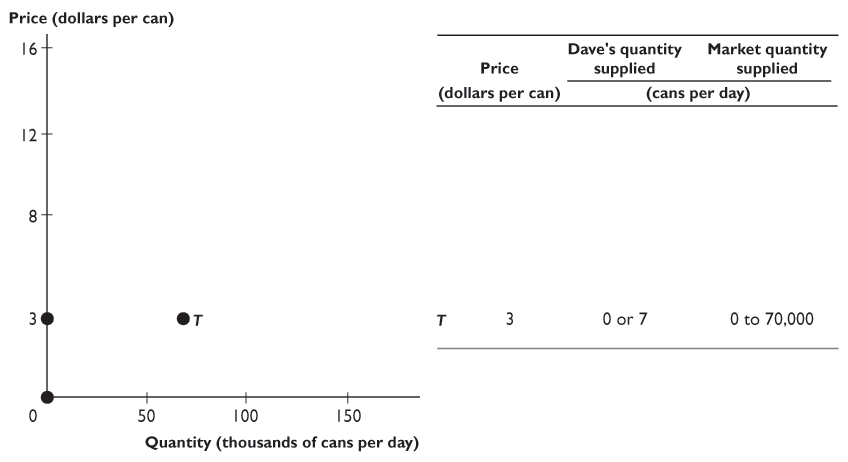 Price (dollars per can)
16
12
8
3
T
0
50
100
150
Quantity (thousands of cans per day)
Dave's quantity Market quantity
Price supplied supplied
(dollars per can) (cans per day)
T 3 0 or 7 0 to 70,000